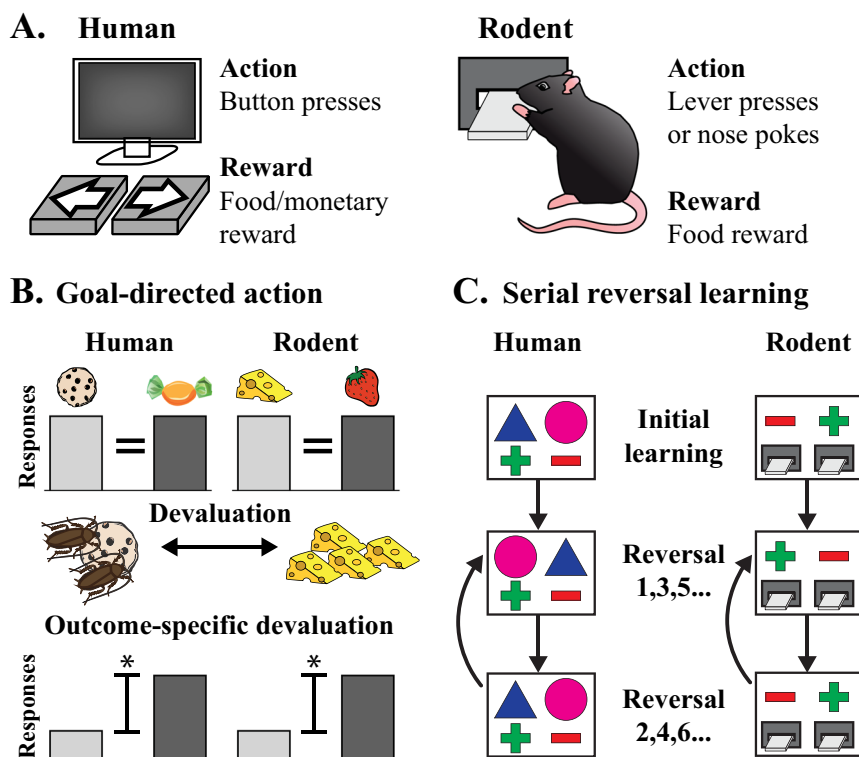 A.
Human
Action
Button presses
Reward
Food/monetary
reward
Rodent
Action
Lever presses
or nose pokes
Reward
Food reward
B. Goal-directed action
Human
Rodent
Responses
=
=
Devaluation
Outcome-specific devaluation
Responses
*
*
C. Serial reversal learning
Human
Rodent
Initial
learning
Reversal
1,3,5...
Reversal
2,4,6...